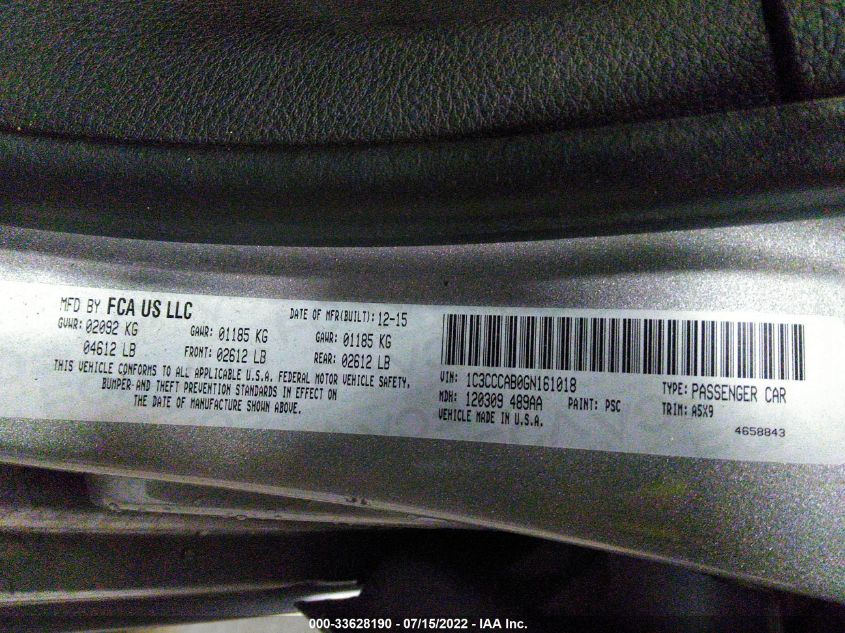 MFD BY FCA US LLC DATE OF MFR(BUILT): 12-15
GVWR: 02092 KG GAWR: 01185 KG GAWR: 01185 KG
04612 LB FRONT: 02612 LB REAR: 02612 LB
THIS VEHICLE CONFORMS TO ALL APPLICABLE U.S.A. FEDERAL MOTOR VEHICLE SAFETY,
BUMPER AND THEFT PREVENTION STANDARDS IN EFFECT ON
THE DATE OF MANUFACTURE SHOWN ABOVE.
VIN: 1C3CCCAB0GN161018 TYPE: PASSENGER CAR
MDH: 120309 489AA PAINT: PSC TRIM: A5X9
VEHICLE MADE IN U.S.A.
4658843
000-33628190 - 07/15/2022 - IAA Inc.